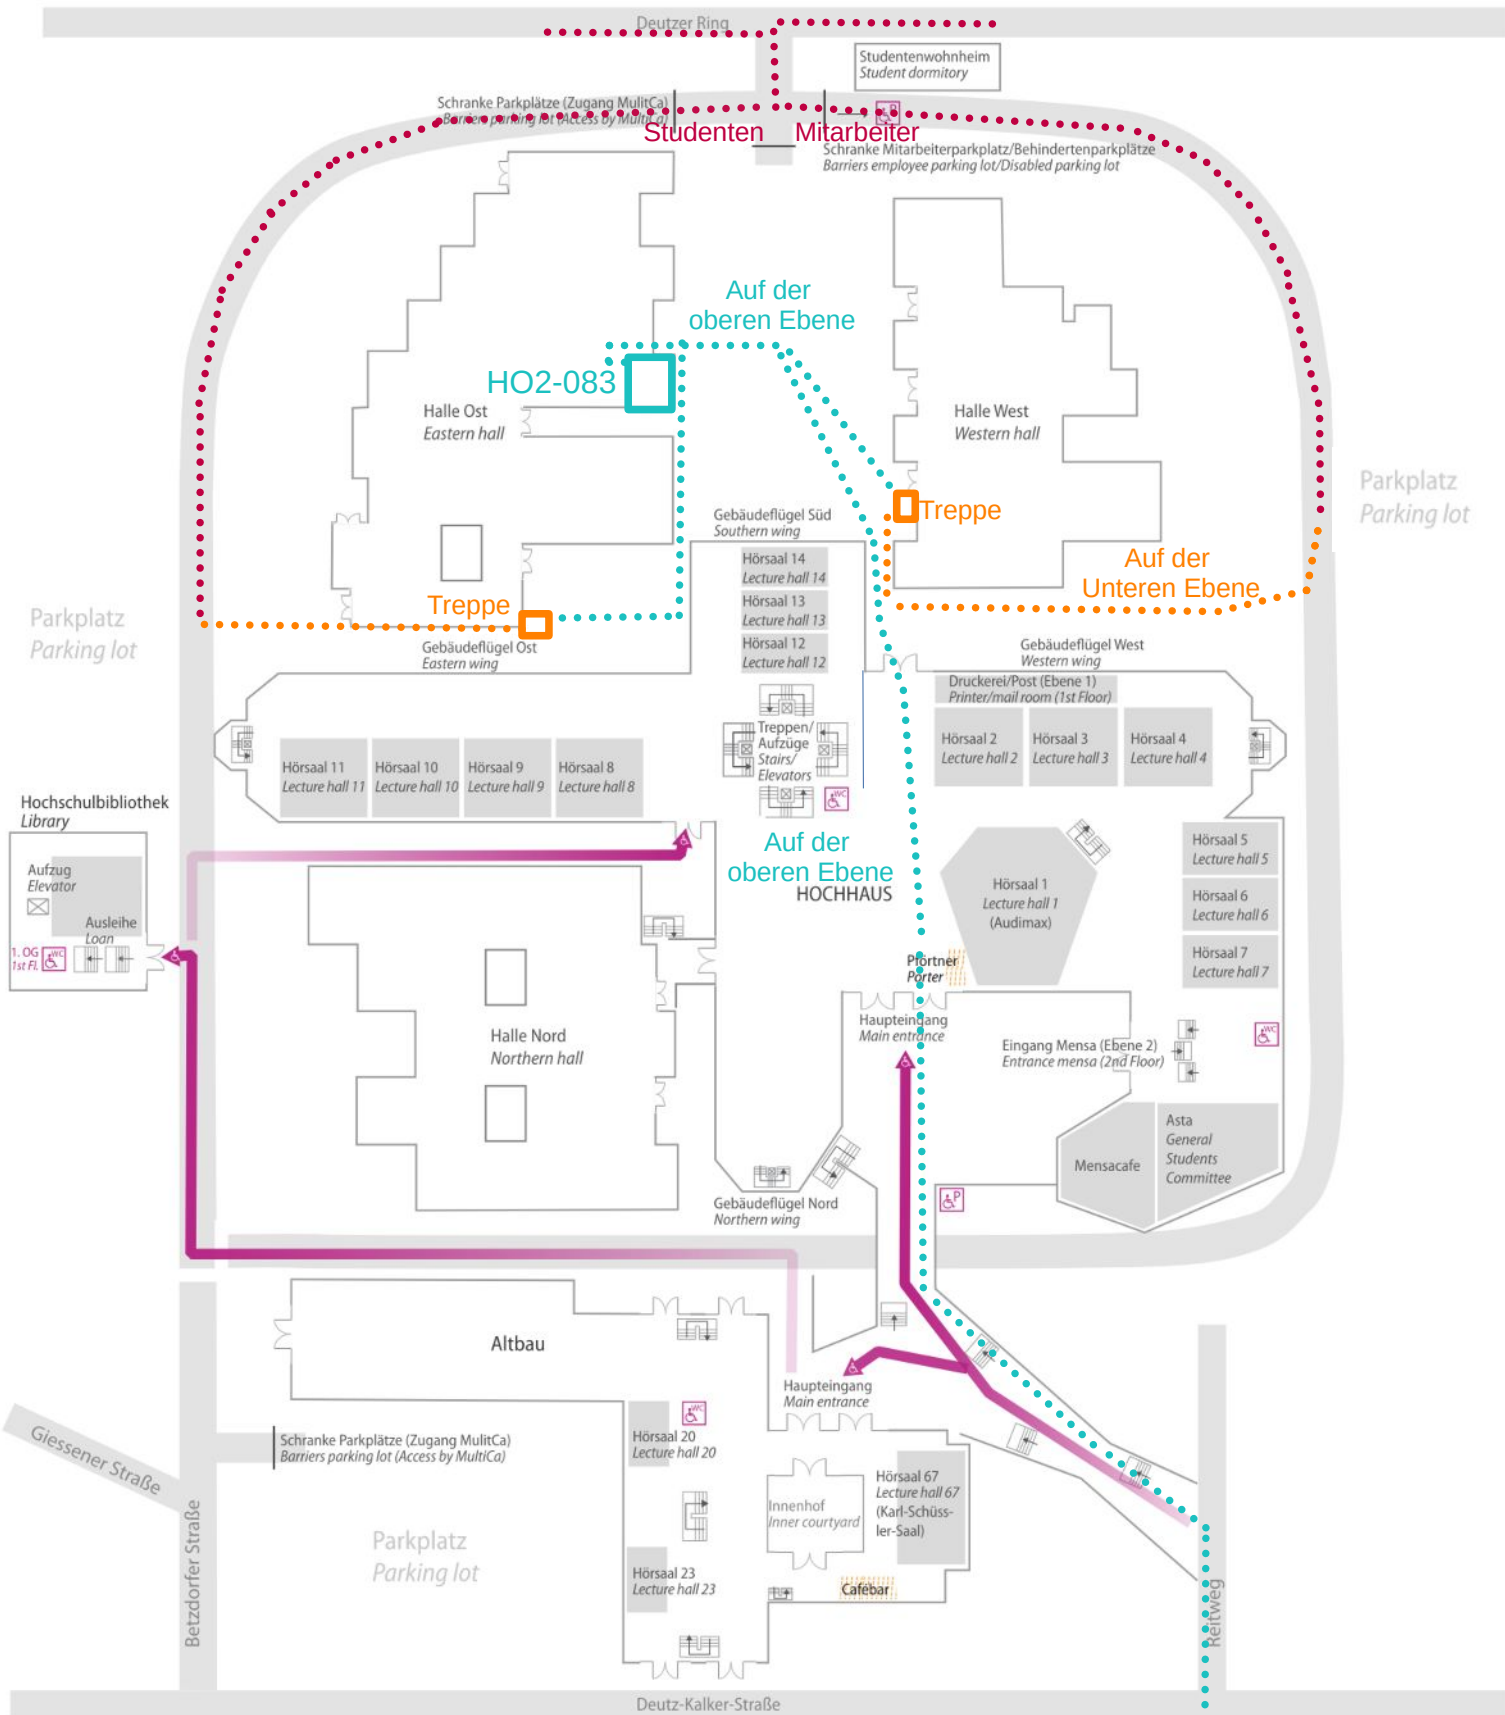 Deutzer Ring
Studentenwohnheim
Student dormitory
Schranke Parkplätze (Zugang MulitCa)
Barriers parking lot (Access by MultiCa)
Studenten
Mitarbeiter
P
Schranke Mitarbeiterparkplatz/Behindertenparkplätze
Barriers employee parking lot/Disabled parking lot
Auf der
oberen Ebene
HO2-083
Halle Ost
Eastern hall
Halle West
Western hall
Parkplatz
Parking lot
Treppe
Gebäudeflügel Süd
Southern wing
Hörsaal 14
Lecture hall 14
Hörsaal 13
Lecture hall 13
Hörsaal 12
Lecture hall 12
Auf der
Unteren Ebene
Treppe
Parkplatz
Parking lot
Gebäudeflügel Ost
Eastern wing
Gebäudeflügel West
Western wing
Druckerei/Post (Ebene 1)
Printer/mail room (1st Floor)
Treppen/
Aufzüge
Stairs/
Elevators
Hörsaal 2
Lecture hall 2
Hörsaal 3
Lecture hall 3
Hörsaal 4
Lecture hall 4
Hörsaal 11
Lecture hall 11
Hörsaal 10
Lecture hall 10
Hörsaal 9
Lecture hall 9
Hörsaal 8
Lecture hall 8
WC
Hochschulbibliothek
Library
Auf der
oberen Ebene
HOCHHAUS
Aufzug
Elevator
Ausleihe
Loan
1. OG
1st Fl.
WC
Hörsaal 1
Lecture hall 1
(Audimax)
Hörsaal 5
Lecture hall 5
Hörsaal 6
Lecture hall 6
Hörsaal 7
Lecture hall 7
Pförtner
Porter
Haupteingang
Main entrance
Halle Nord
Northern hall
Eingang Mensa (Ebene 2)
Entrance mensa (2nd Floor)
WC
Mensacafe
Asta
General
Students
Committee
Gebäudeflügel Nord
Northern wing
P
Altbau
Haupteingang
Main entrance
WC
Giessener Straße
Schranke Parkplätze (Zugang MulitCa)
Barriers parking lot (Access by MultiCa)
Hörsaal 20
Lecture hall 20
Hörsaal 67
Lecture hall 67
(Karl-Schüss-
ler-Saal)
Innenhof
Inner courtyard
Betzdorfer Straße
Parkplatz
Parking lot
Hörsaal 23
Lecture hall 23
Cafébar
Reitweg
Deutz-Kalker-Straße